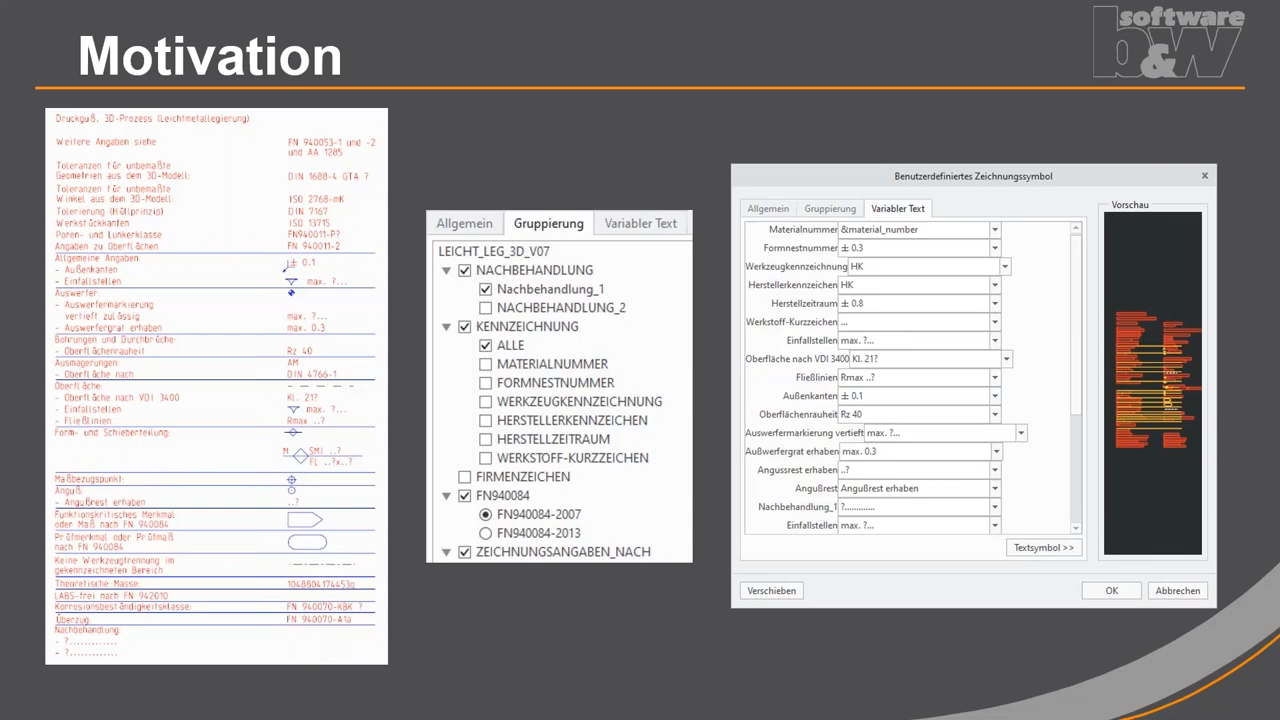 Motivation
software
b&w
Druckguß, 3D-Prozess (Leichtmetallegierung)
Weitere Angaben siehe FN 940053-1 und -2
und AA 1285
Toleranzen für unbemaßte
Geometrien aus dem 3D-Modell: DIN 1688-4 GTA ?
Toleranzen für unbemaßte
Winkel aus dem 3D-Modell: ISO 2768-mK
Tolerierung (Hüllprinzip) DIN 7167
Werkstückkanten ISO 13715
Poren- und Lunkerklasse FN940011-P?
Angaben zu Oberflächen FN 940011-2
Allgemeine Angaben:
- Außenkanten ± 0.1
- Einfallstellen max. ?...
Auswerfer:
- Auswerfermarkierung
vertieft zulässig max. ?...
- Auswerfergrat erhaben max. 0.3
Bohrungen und Durchbrüche:
- Oberflächenrauheit Rz 40
Ausmagerungen: AM
- Oberfläche nach DIN 4766-1
Oberfläche:
- Oberfläche nach VDI 3400 Kl. 21?
- Einfallstellen max. ?...
- Fließlinien Rmax ..?
Form- und Schieberteilung:
M SMi ..?
FL ..?x..?
Maßbezugspunkt:
Anguß:
- Angußrest erhaben ..?
Funktionskritisches Merkmal
oder Maß nach FN 940084
Prüfmerkmal oder Prüfmaß
nach FN 940084
Keine Werkzeugtrennung im
gekennzeichneten Bereich
Theoretische Masse: 1048804174453g
LABS-frei nach FN 942010
Korrosionsbeständigkeitsklasse: FN 940070-KBK ?
Überzug: FN 940070-A1a
Nachbehandlung:
- ?.............
- ?.............
Allgemein Gruppierung Variabler Text
LEICHT_LEG_3D_V07
NACHBEHANDLUNG
Nachbehandlung_1
NACHBEHANDLUNG_2
KENNZEICHNUNG
ALLE
MATERIALNUMMER
FORMNESTNUMMER
WERKZEUGKENNZEICHNUNG
HERSTELLERKENNZEICHEN
HERSTELLZEITRAUM
WERKSTOFF-KURZZEICHEN
FIRMENZEICHEN
FN940084
FN940084-2007
FN940084-2013
ZEICHNUNGSANGABEN_NACH
Benutzerdefiniertes Zeichnungssymbol
Allgemein Gruppierung Variabler Text
Vorschau
Materialnummer &material_number
Formnestnummer ± 0.3
Werkzeugkennzeichnung HK
Herstellerkennzeichen HK
Herstellzeitraum ± 0.8
Werkstoff-Kurzzeichen ...
Einfallstellen max. ?...
Oberfläche nach VDI 3400 Kl. 21?
Fließlinien Rmax ..?
Außenkanten ± 0.1
Oberflächenrauheit Rz 40
Auswerfermarkierung vertieft max. ?...
Außwerfergrat erhaben max. 0.3
Angussrest erhaben ..?
Angußrest Angußrest erhaben
Nachbehandlung_1 ?.............
Einfallstellen max. ?...
Textsymbol >>
Verschieben OK Abbrechen